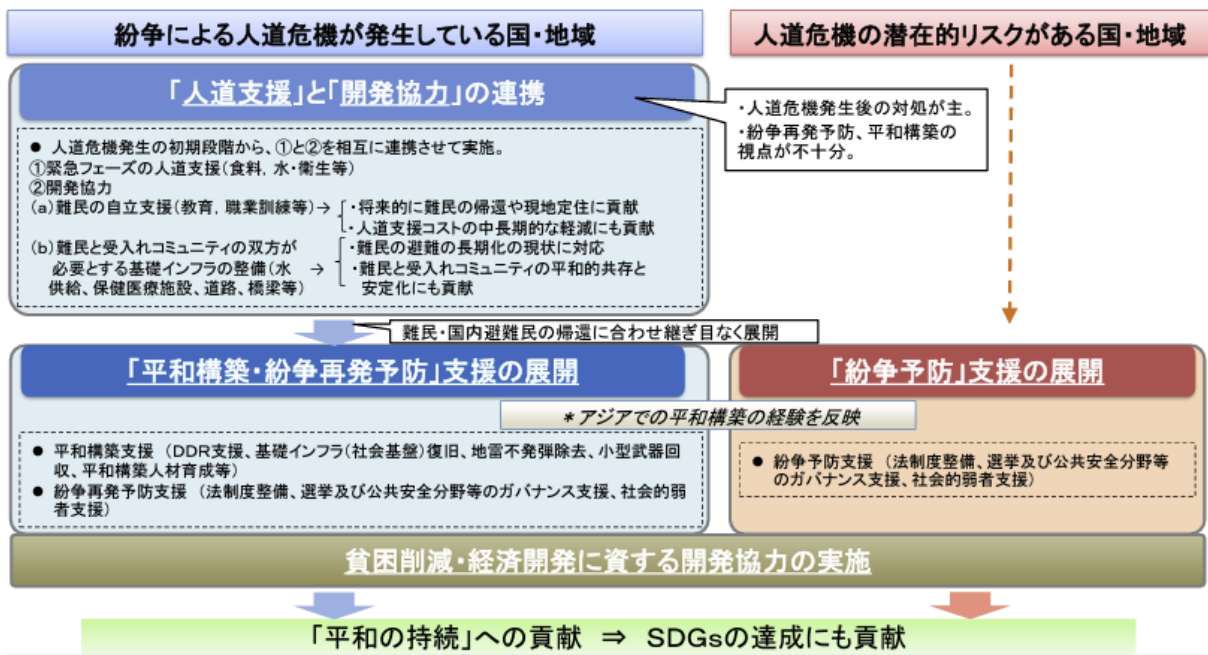 紛争による人道危機が発生している国・地域
人道危機の潜在的リスクがある国・地域
「人道支援」と「開発協力」の連携
・人道危機発生後の対処が主。
・紛争再発予防、平和構築の
視点が不十分。
● 人道危機発生の初期段階から、①と②を相互に連携させて実施。
①緊急フェーズの人道支援(食料, 水・衛生等)
②開発協力
(a)難民の自立支援(教育, 職業訓練等)→ ・将来的に難民の帰還や現地定住に貢献
・人道支援コストの中長期的な軽減にも貢献
(b)難民と受入れコミュニティの双方が ・難民の避難の長期化の現状に対応
必要とする基礎インフラの整備(水 → ・難民と受入れコミュニティの平和的共存と
供給、保健医療施設、道路、橋梁等) 安定化にも貢献
難民・国内避難民の帰還に合わせ継ぎ目なく展開
「平和構築・紛争再発予防」支援の展開
「紛争予防」支援の展開
*アジアでの平和構築の経験を反映
● 平和構築支援 (DDR支援、基礎インフラ(社会基盤)復旧、地雷不発弾除去、小型武器回
収、平和構築人材育成等)
● 紛争再発予防支援 (法制度整備、選挙及び公共安全分野等のガバナンス支援、社会的弱
者支援)
● 紛争予防支援 (法制度整備、選挙及び公共安全分野等
のガバナンス支援、社会的弱者支援)
貧困削減・経済開発に資する開発協力の実施
「平和の持続」への貢献 ⇒ SDGsの達成にも貢献